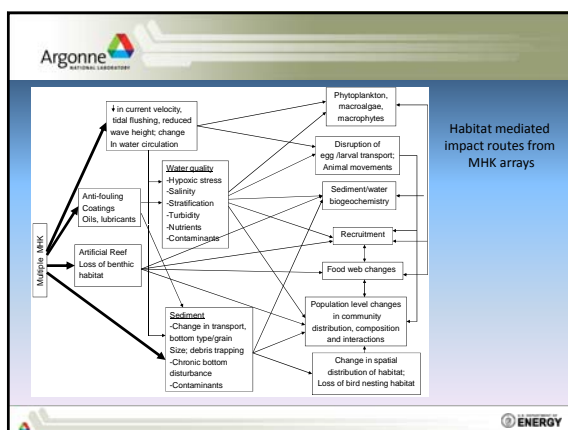 Argonne
NATIONAL LABORATORY
Habitat mediated
impact routes from
MHK arrays
Multiple MHK
in current velocity,
tidal flushing, reduced
wave height; change
In water circulation
Anti-fouling
Coatings
Oils, lubricants
Artificial Reef
Loss of benthic
habitat
Water quality
-Hypoxic stress
-Salinity
-Stratification
-Turbidity
-Nutrients
-Contaminants
Sediment
-Change in transport,
bottom type/grain
Size; debris trapping
-Chronic bottom
disturbance
-Contaminants
Phytoplankton,
macroalgae,
macrophytes
Disruption of
egg /larval transport;
Animal movements
Sediment/water
biogeochemistry
Recruitment
Food web changes
Population level changes
in community
distribution, composition
and interactions
Change in spatial
distribution of habitat;
Loss of bird nesting habitat
U.S. DEPARTMENT OF
ENERGY